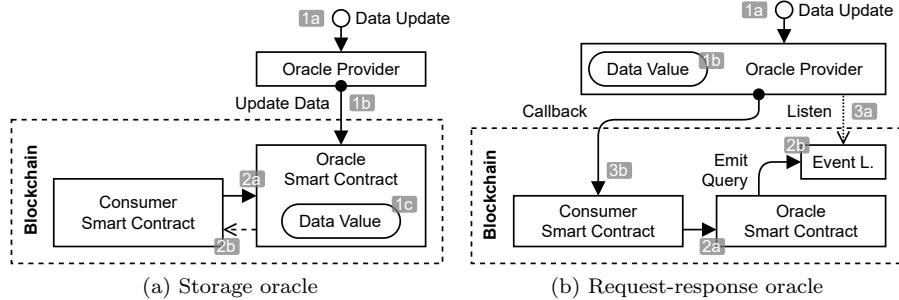 1a Data Update
Oracle Provider
Update Data 1b
Blockchain
Oracle
Smart Contract
2a
Consumer
Smart Contract
1c
Data Value
2b
(a) Storage oracle
1a Data Update
1b
Data Value Oracle Provider
Callback Listen 3a
Blockchain
2b
Emit
Query
Event L.
3b
Consumer
Smart Contract
2a
Oracle
Smart Contract
(b) Request-response oracle